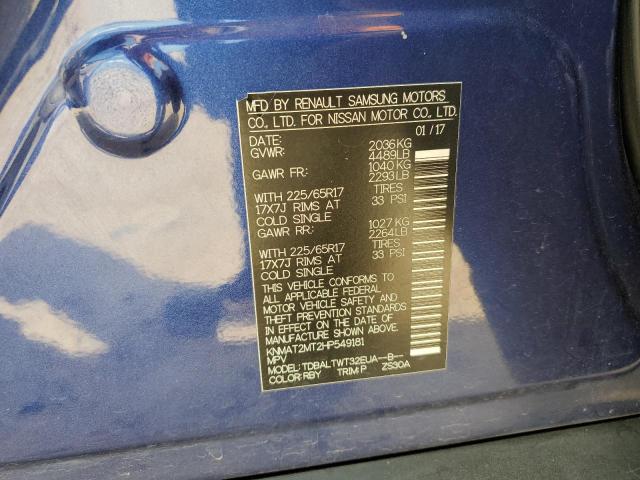 MFD BY RENAULT SAMSUNG MOTORS
CO., LTD. FOR NISSAN MOTOR CO., LTD.
DATE: 01/17
GVWR: 2036KG
4489LB
GAWR FR: 1040KG
2293LB
WITH 225/65R17 TIRES
17X7J RIMS AT 33 PSI
COLD SINGLE
GAWR RR: 1027KG
2264LB
WITH 225/65R17 TIRES
17X7J RIMS AT 33 PSI
COLD SINGLE
THIS VEHICLE CONFORMS TO
ALL APPLICABLE FEDERAL
MOTOR VEHICLE SAFETY AND
THEFT PREVENTION STANDARDS
IN EFFECT ON THE DATE OF
MANUFACTURE SHOWN ABOVE.
KNMAT2MT2HP549181
MPV
MODEL: TDBALTWT32EUA--B--
COLOR: RBY TRIM: P ZS30A